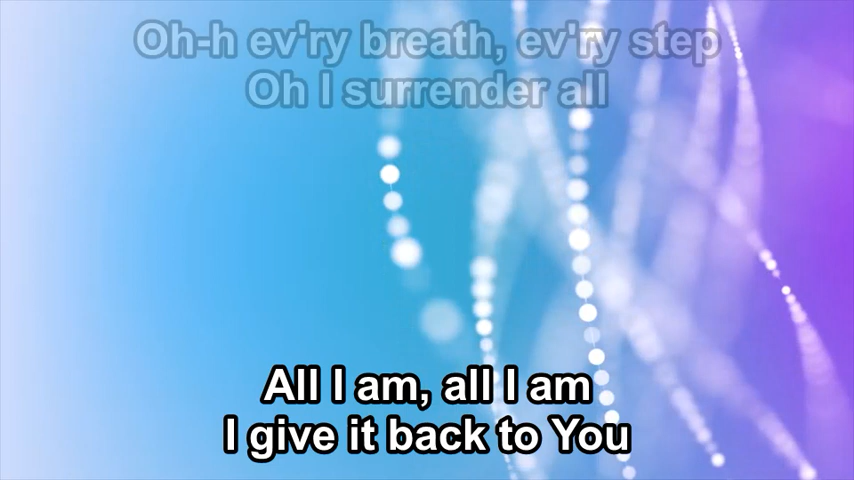 Oh-h ev'ry breath, ev'ry step
Oh I surrender all
All I am, all I am
I give it back to You